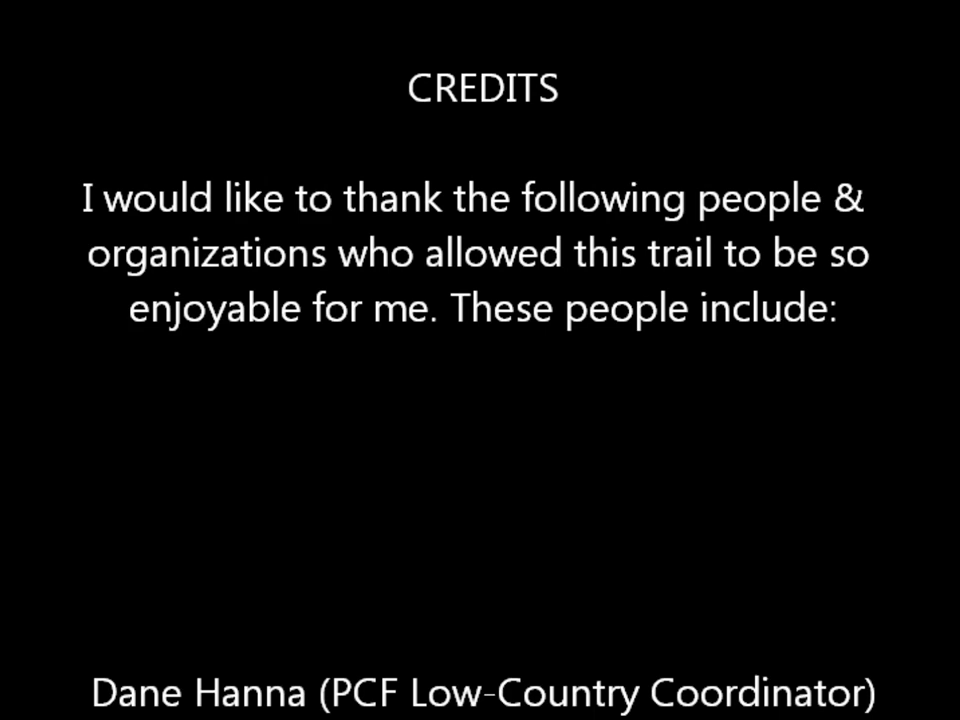 CREDITS
I would like to thank the following people &
organizations who allowed this trail to be so
enjoyable for me. These people include:
Dane Hanna (PCF Low-Country Coordinator)